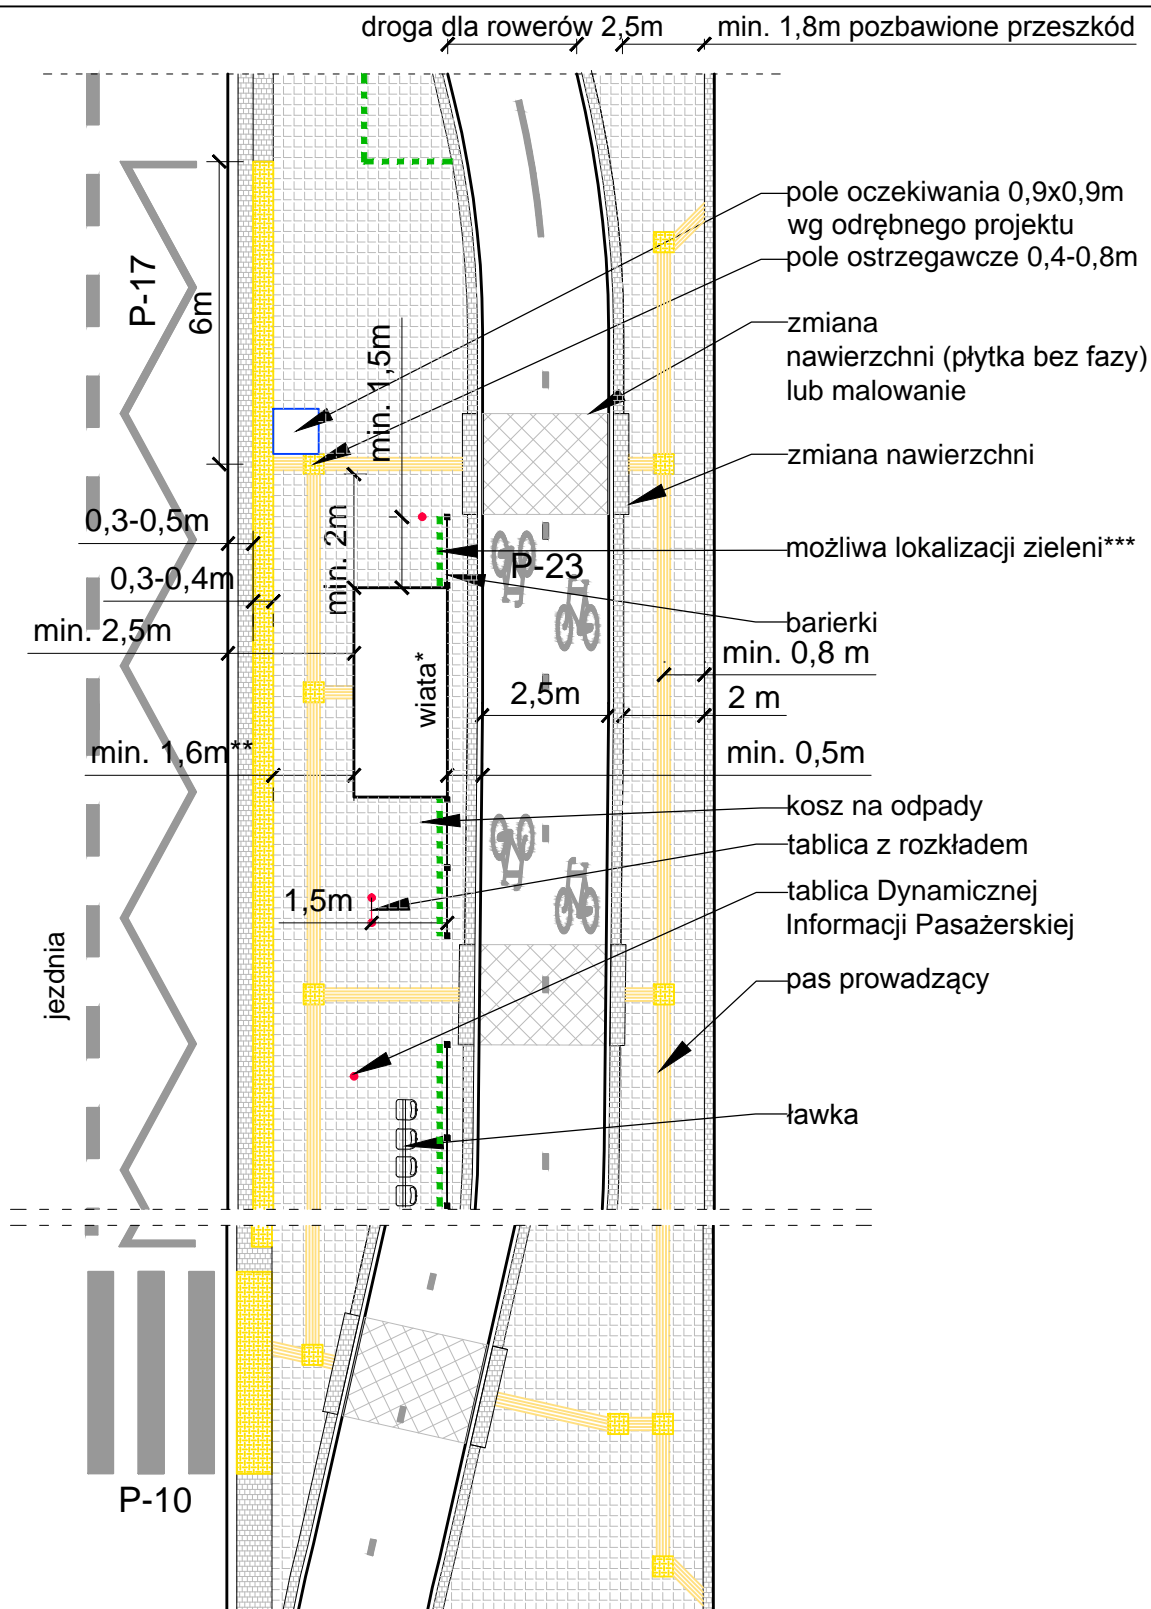 droga dla rowerów 2,5m
min. 1,8m pozbawione przeszkód
pole oczekiwania 0,9x0,9m
wg odrębnego projektu
pole ostrzegawcze 0,4-0,8m
P-17
6m
min. 1,5m
zmiana
nawierzchni (płytka bez fazy)
lub malowanie
zmiana nawierzchni
0,3-0,5m
min. 2m
P-23
możliwa lokalizacji zieleni***
0,3-0,4m
barierki
min. 2,5m
min. 0,8 m
wiata*
2,5m
2 m
min. 1,6m**
min. 0,5m
kosz na odpady
tablica z rozkładem
1,5m
tablica Dynamicznej
Informacji Pasażerskiej
jezdnia
pas prowadzący
ławka
P-10